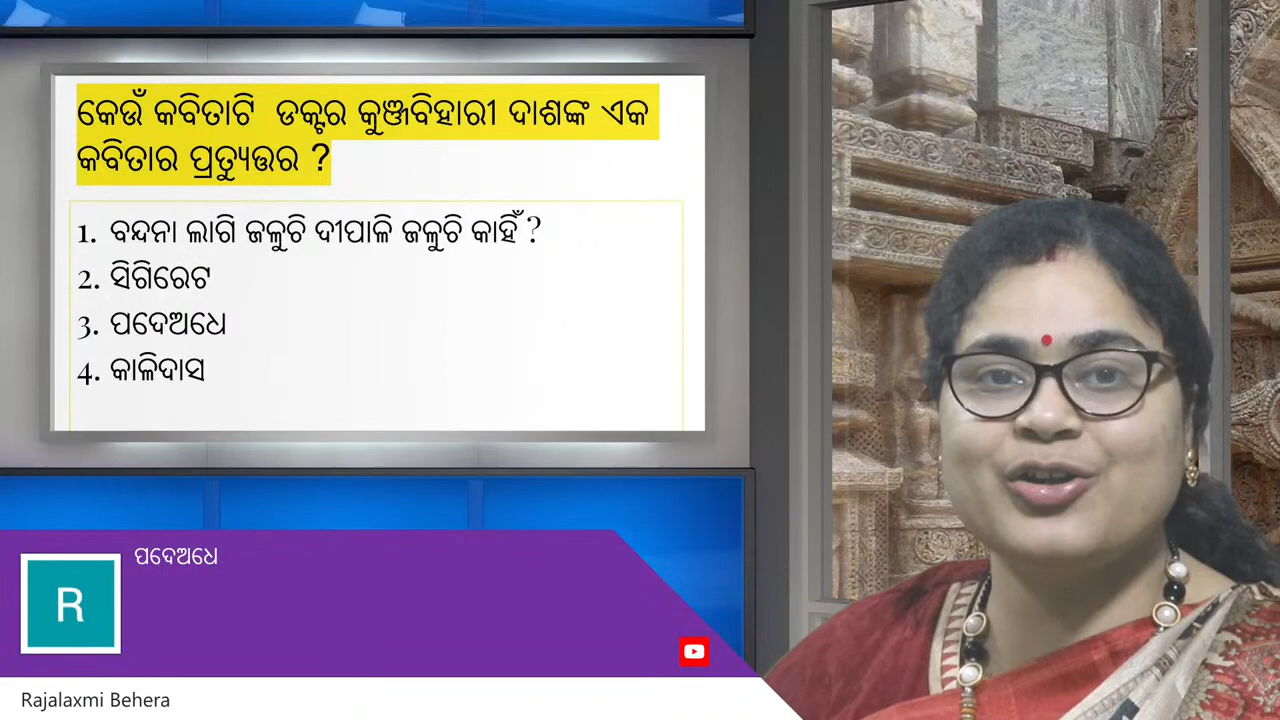 କେଉଁ କବିତାଟି ଡକ୍ଟର କୁଞ୍ଜବିହାରୀ ଦାଶଙ୍କ ଏକ
କବିତାର ପ୍ରତ୍ୟୁତ୍ତର ?
1. ବନ୍ଦନା ଲାଗି ଜଳୁଚି ଦୀପାଳି ଜଳୁଚି କାହିଁ ?
2. ସିଗିରେଟ
3. ପଦେଅଧେ
4. କାଳିଦାସ
ପଦେଅଧେ
R
Rajalaxmi Behera